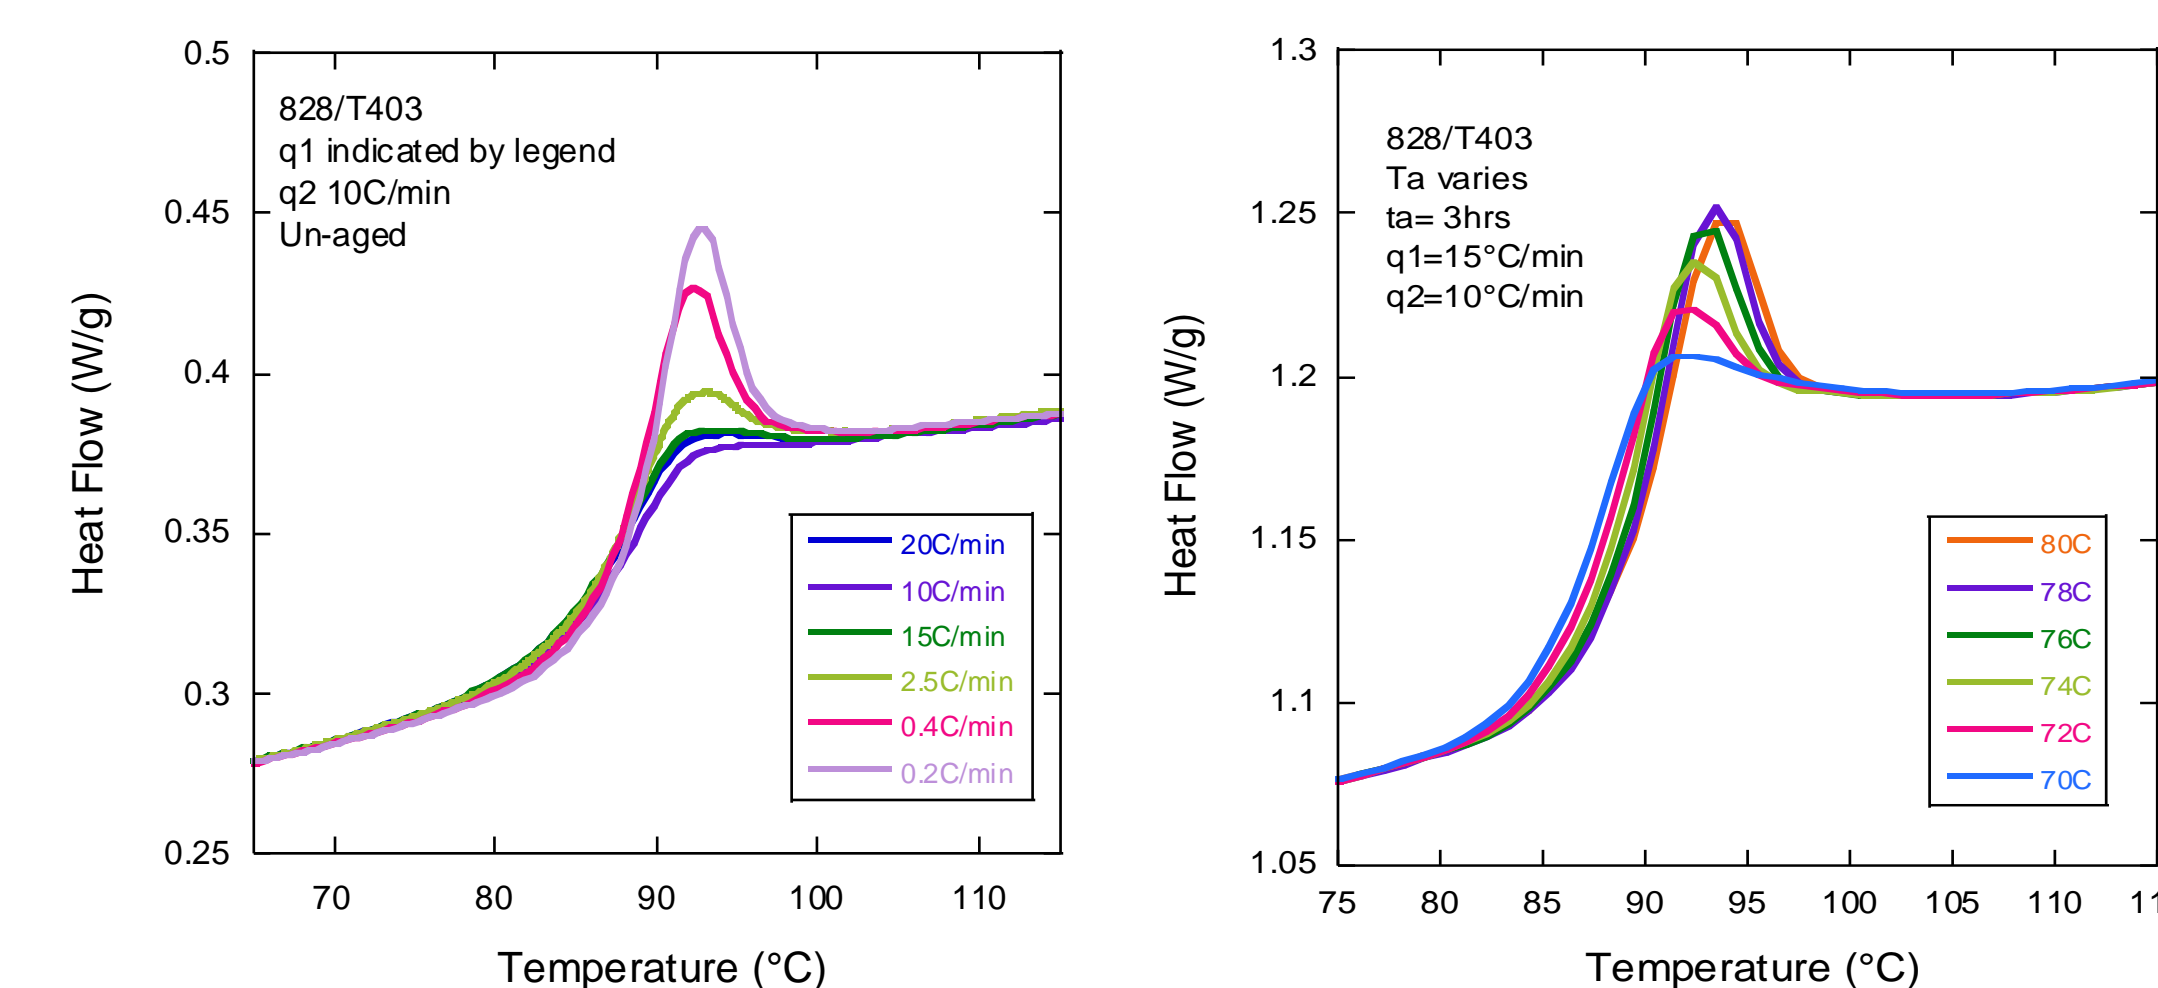 0.5
0.45
0.4
0.35
0.3
0.25
Heat Flow (W/g)
828/T403
q1 indicated by legend
q2 10C/min
Un-aged
20C/min
10C/min
15C/min
2.5C/min
0.4C/min
0.2C/min
70
80
90
100
110
Temperature (°C)
1.3
1.25
1.2
1.15
1.1
1.05
Heat Flow (W/g)
828/T403
Ta varies
ta= 3hrs
q1=15°C/min
q2=10°C/min
80C
78C
76C
74C
72C
70C
75
80
85
90
95
100
105
110
Temperature (°C)